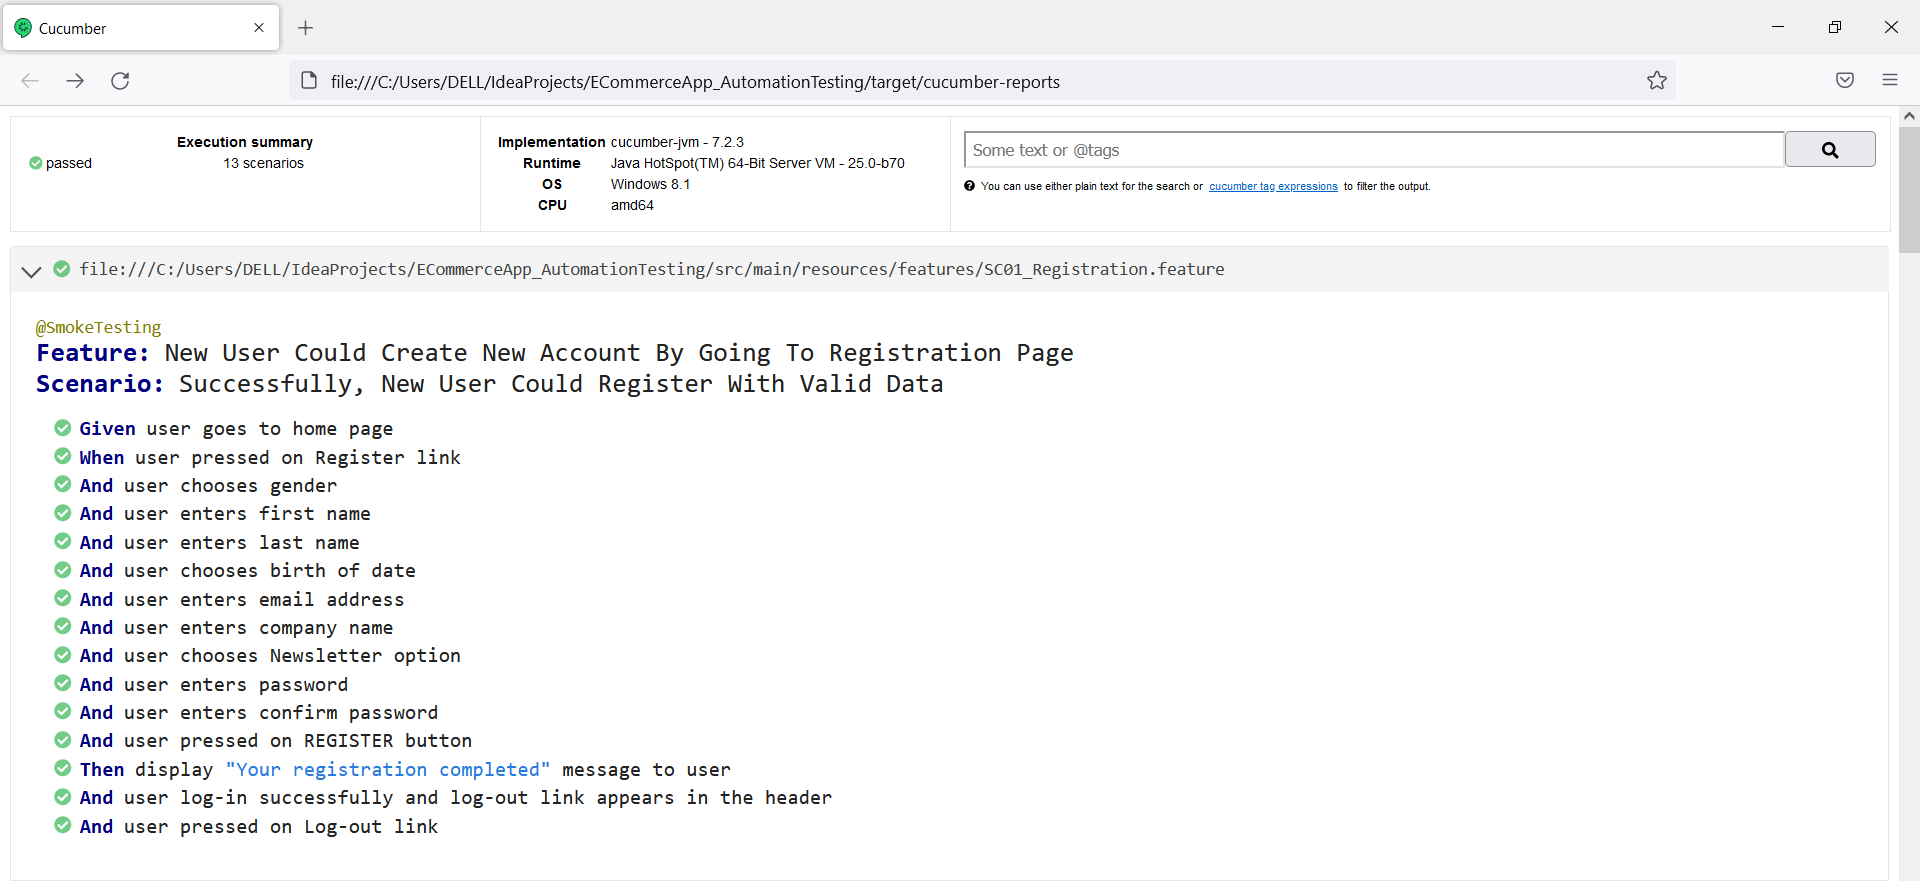 Cucumber
file:///C:/Users/DELL/IdeaProjects/ECommerceApp_AutomationTesting/target/cucumber-reports
Execution summary
passed 13 scenarios
Implementation cucumber-jvm - 7.2.3
Runtime Java HotSpot(TM) 64-Bit Server VM - 25.0-b70
OS Windows 8.1
CPU amd64
Some text or @tags
You can use either plain text for the search or cucumber tag expressions to filter the output.
file:///C:/Users/DELL/IdeaProjects/ECommerceApp_AutomationTesting/src/main/resources/features/SC01_Registration.feature
@SmokeTesting
Feature: New User Could Create New Account By Going To Registration Page
Scenario: Successfully, New User Could Register With Valid Data
Given user goes to home page
When user pressed on Register link
And user chooses gender
And user enters first name
And user enters last name
And user chooses birth of date
And user enters email address
And user enters company name
And user chooses Newsletter option
And user enters password
And user enters confirm password
And user pressed on REGISTER button
Then display "Your registration completed" message to user
And user log-in successfully and log-out link appears in the header
And user pressed on Log-out link